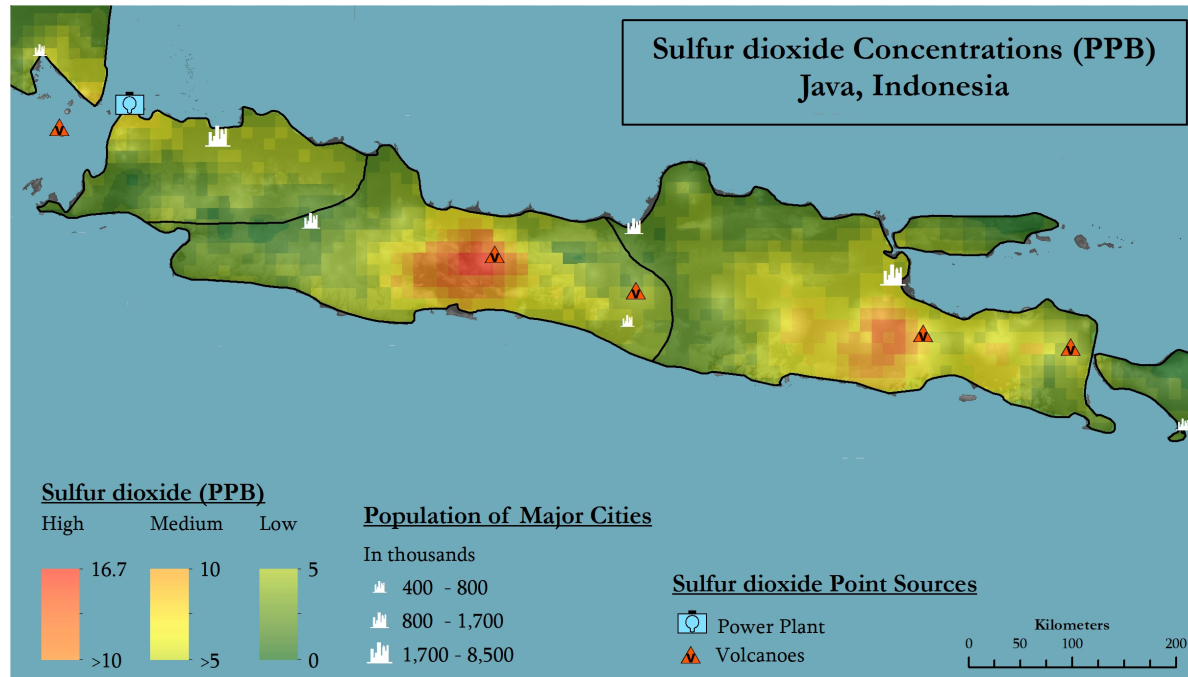 Sulfur dioxide Concentrations (PPB)
Java, Indonesia
V
V
V
V
V
Sulfur dioxide (PPB)
High Medium Low
16.7 10 5
>10 >5 0
Population of Major Cities
In thousands
400 - 800
800 - 1,700
1,700 - 8,500
Sulfur dioxide Point Sources
Power Plant
V Volcanoes
Kilometers
0 50 100 200